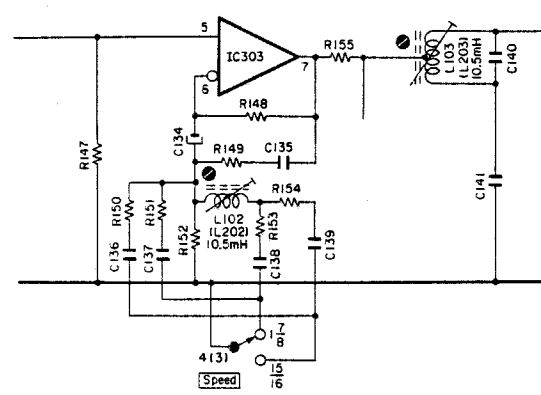 5
IC303
7
6
R155
L103
(L203)
10.5mH
C140
R148
C134
R147
R149
C135
C141
R150
R151
R154
L102
(L202)
10.5mH
R152
R153
C139
C136
C137
C138
1 7/8
4(3)
15/16
Speed